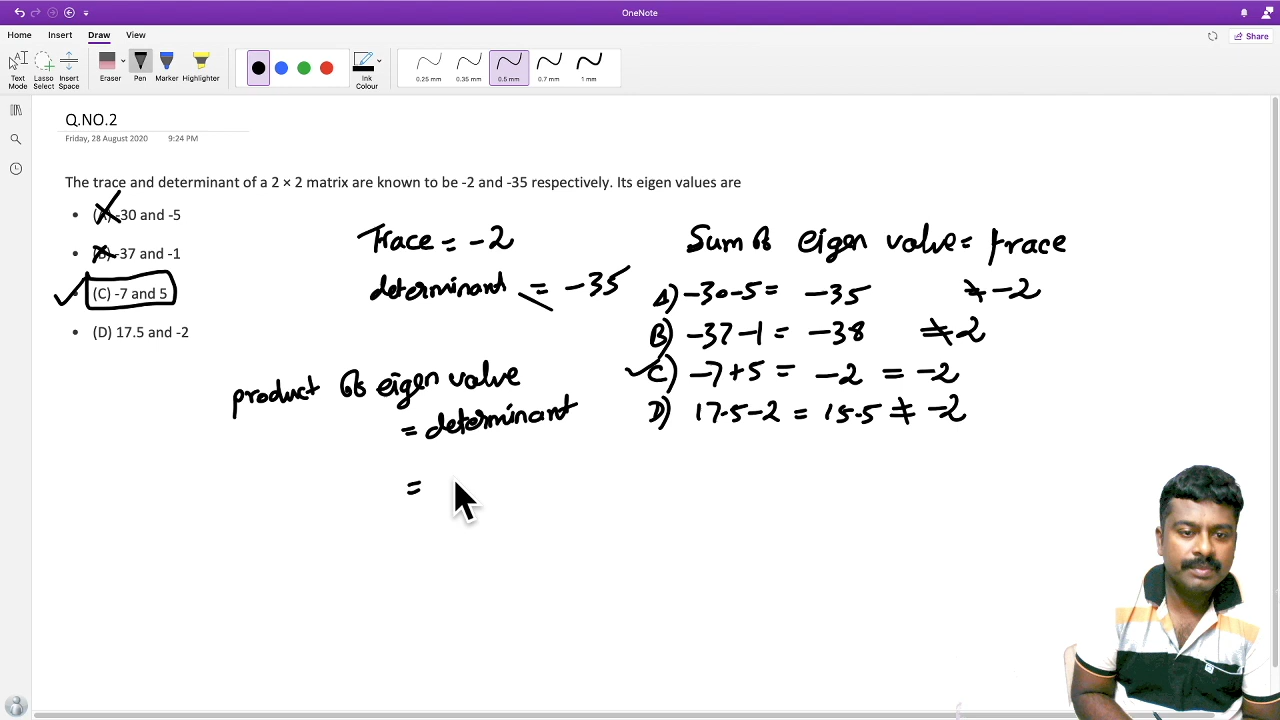 OneNote
Home Insert Draw View
Share
Text Mode
Lasso Select
Insert Space
Eraser
Pen
Marker
Highlighter
Ink Colour
0.25 mm
0.35 mm
0.5 mm
0.7 mm
1 mm
Q.NO.2
Friday, 28 August 2020 9:24 PM
The trace and determinant of a 2 × 2 matrix are known to be -2 and -35 respectively. Its eigen values are
(A) -30 and -5
(B) -37 and -1
(C) -7 and 5
(D) 17.5 and -2
Trace = -2
determinant = -35
product of eigen value
= determinant
=
Sum of eigen value = trace
A) -30-5 = -35 ≠ -2
B) -37-1 = -38 ≠ 2
C) -7+5 = -2 = -2
D) 17.5-2 = 15.5 ≠ -2